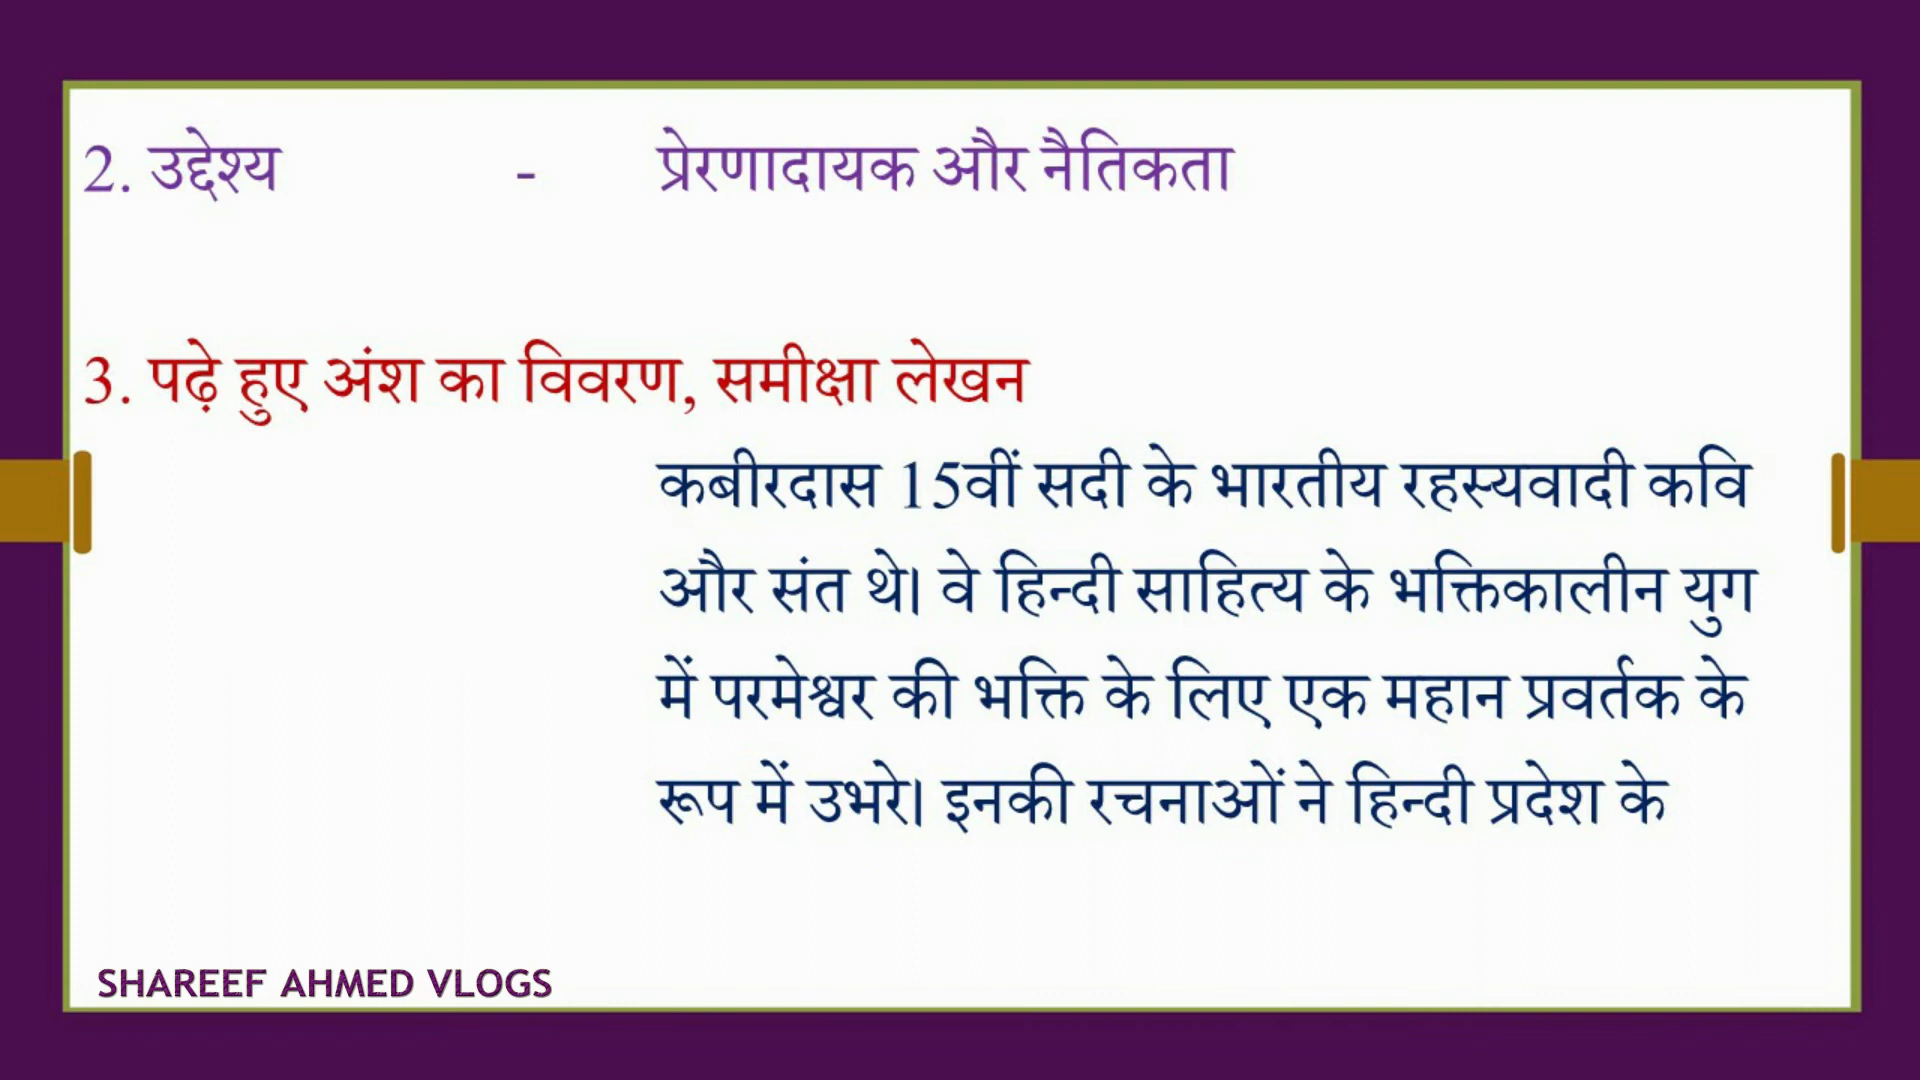 2. उद्देश्य - प्रेरणादायक और नैतिकता
3. पढ़े हुए अंश का विवरण, समीक्षा लेखन
कबीरदास 15वीं सदी के भारतीय रहस्यवादी कवि
और संत थे। वे हिन्दी साहित्य के भक्तिकालीन युग
में परमेश्वर की भक्ति के लिए एक महान प्रवर्तक के
रूप में उभरे। इनकी रचनाओं ने हिन्दी प्रदेश के
SHAREEF AHMED VLOGS